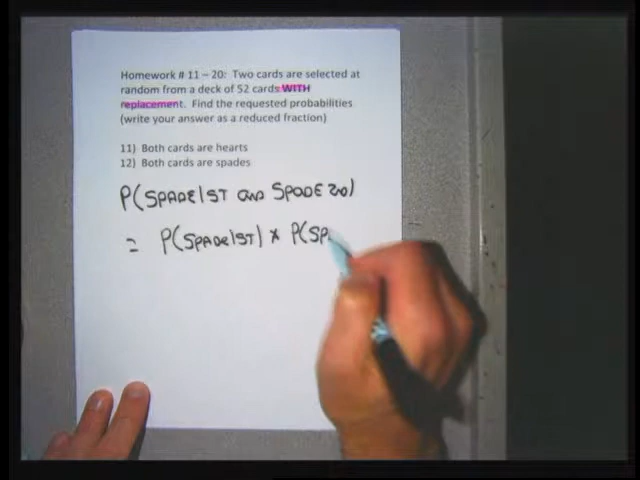 Homework # 11 – 20: Two cards are selected at
random from a deck of 52 cards WITH
replacement. Find the requested probabilities
(write your answer as a reduced fraction)
11) Both cards are hearts
12) Both cards are spades
P(SPADE 1ST AND SPADE 2ND)
= P(SPADE 1ST) × P(SP